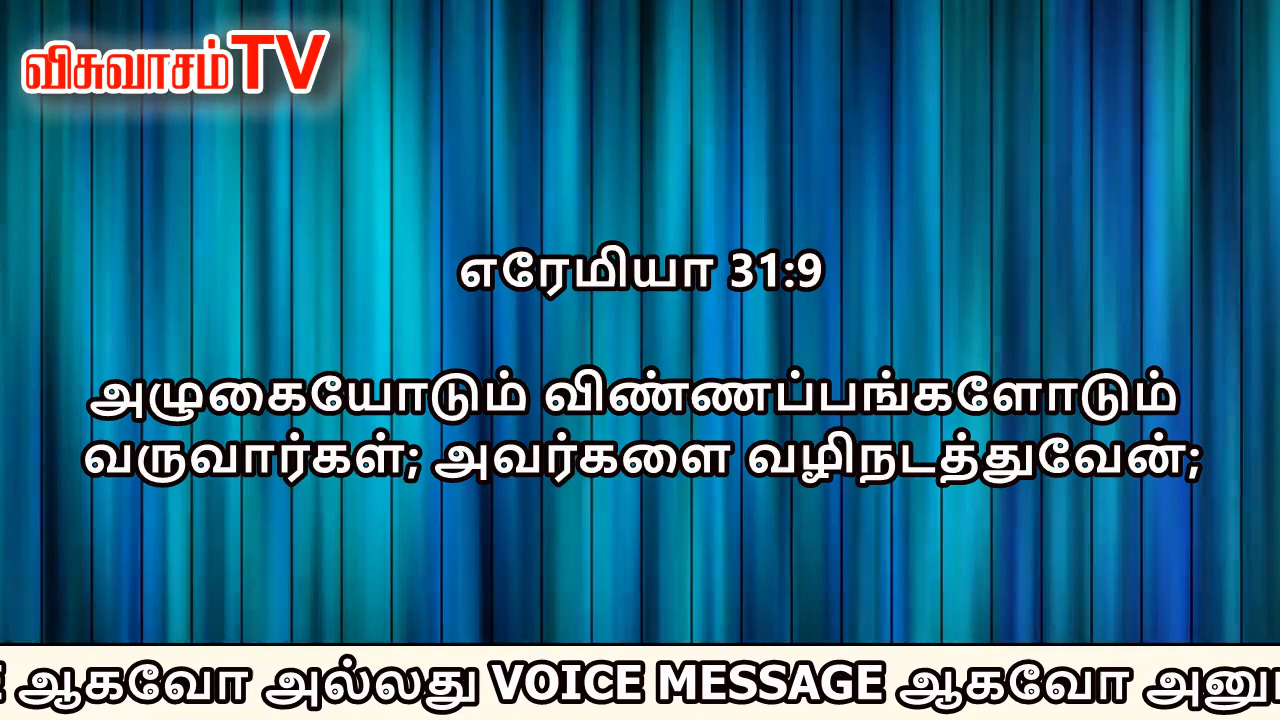 விசுவாசம்TV
எரேமியா 31:9
அழுகையோடும் விண்ணப்பங்களோடும்
வருவார்கள்; அவர்களை வழிநடத்துவேன்;
ஆகவோ அல்லது VOICE MESSAGE ஆகவோ